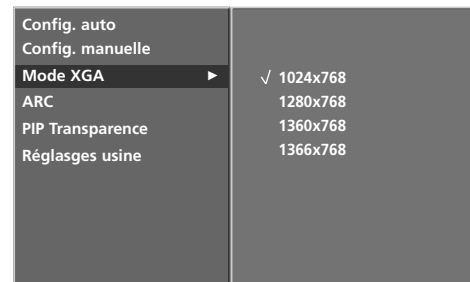 Config. auto
Config. manuelle
Mode XGA ►
ARC
PIP Transparence
Réglasges usine
√ 1024x768
1280x768
1360x768
1366x768